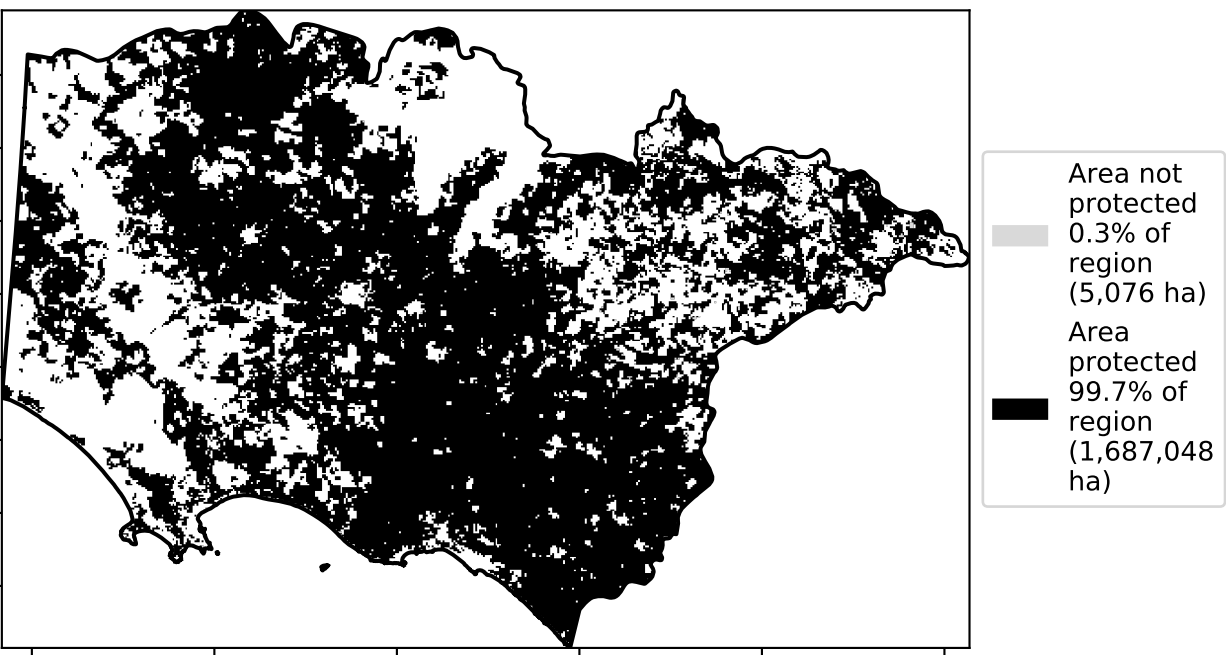 Area not
protected
0.3% of
region
(5,076 ha)
Area
protected
99.7% of
region
(1,687,048
ha)